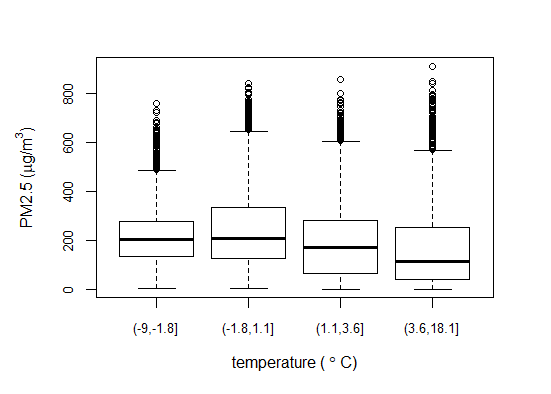 PM2.5 (μg/m³)
800
600
400
200
0
(-9,-1.8] (-1.8,1.1] (1.1,3.6] (3.6,18.1]
temperature ( ° C)